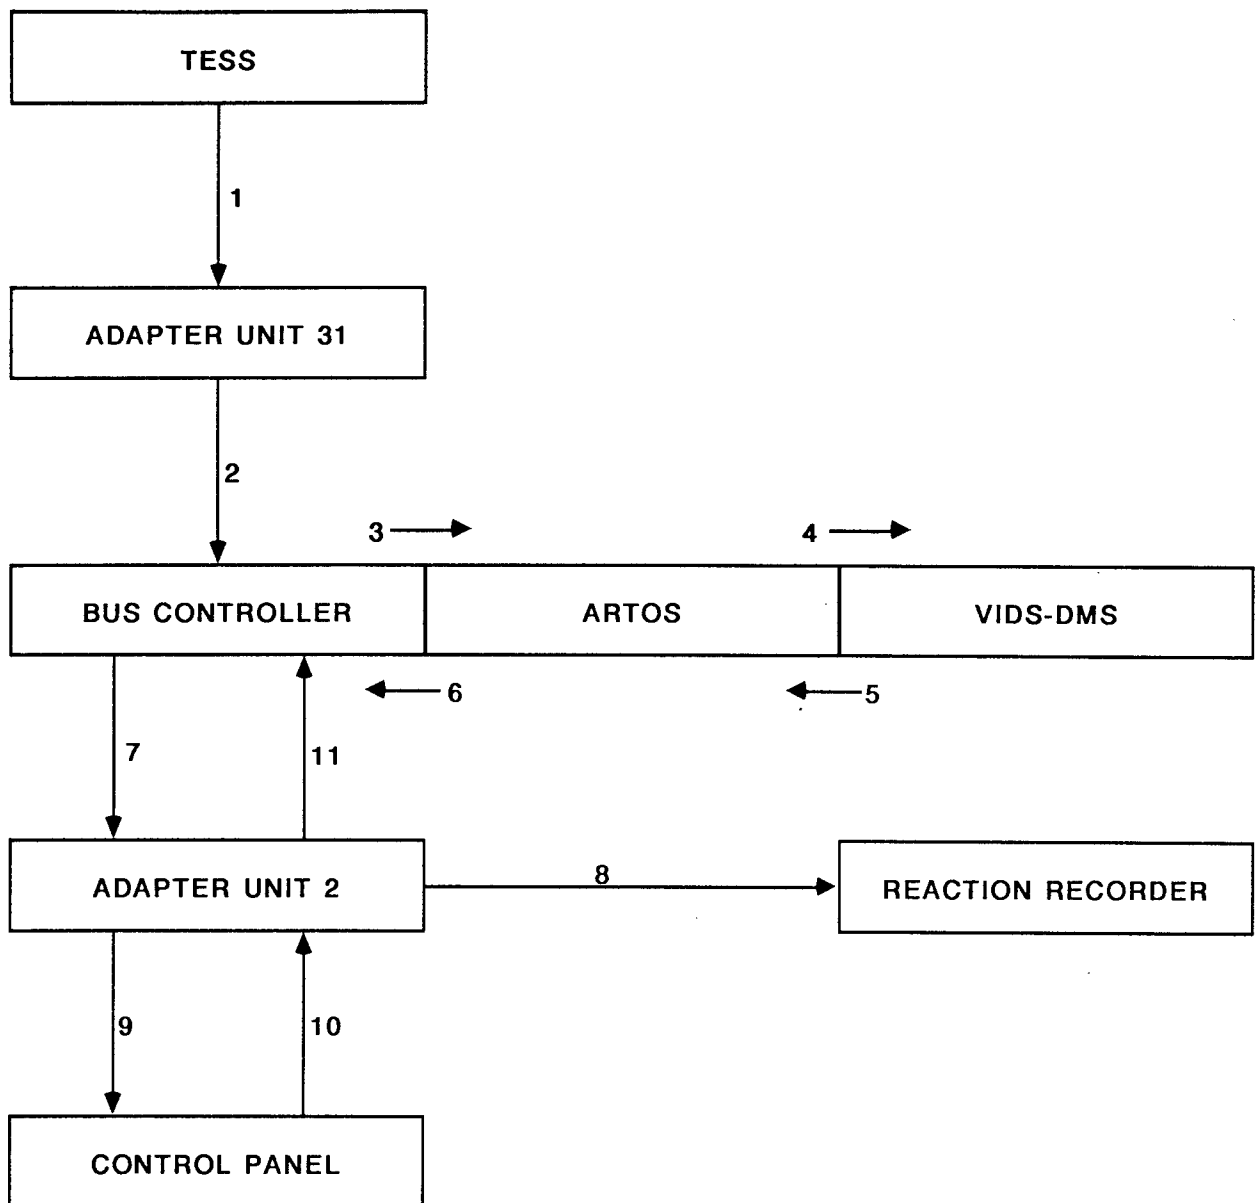 TESS
1
ADAPTER UNIT 31
2
3
4
BUS CONTROLLER
ARTOS
VIDS-DMS
6
5
7
11
ADAPTER UNIT 2
8
REACTION RECORDER
9
10
CONTROL PANEL